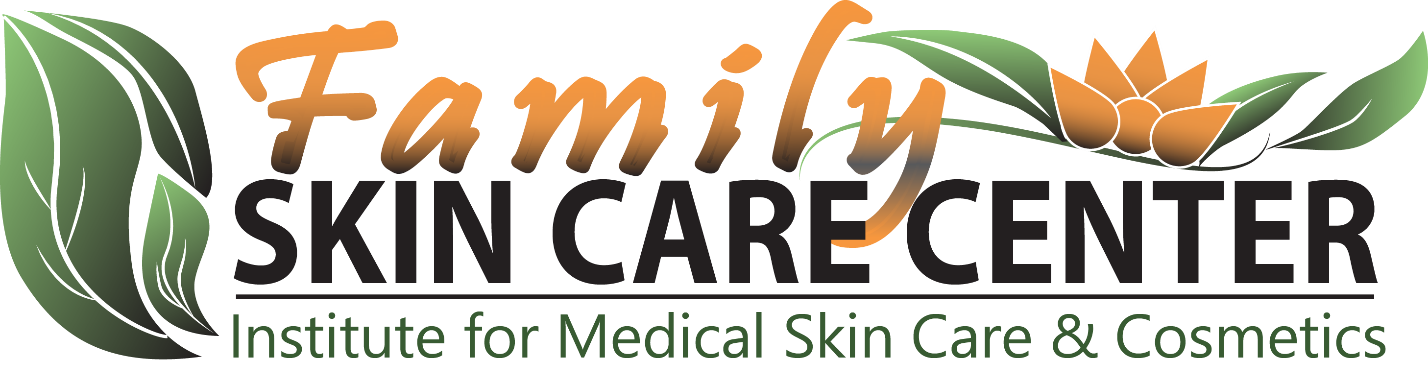 Family
SKIN CARE CENTER
Institute for Medical Skin Care & Cosmetics